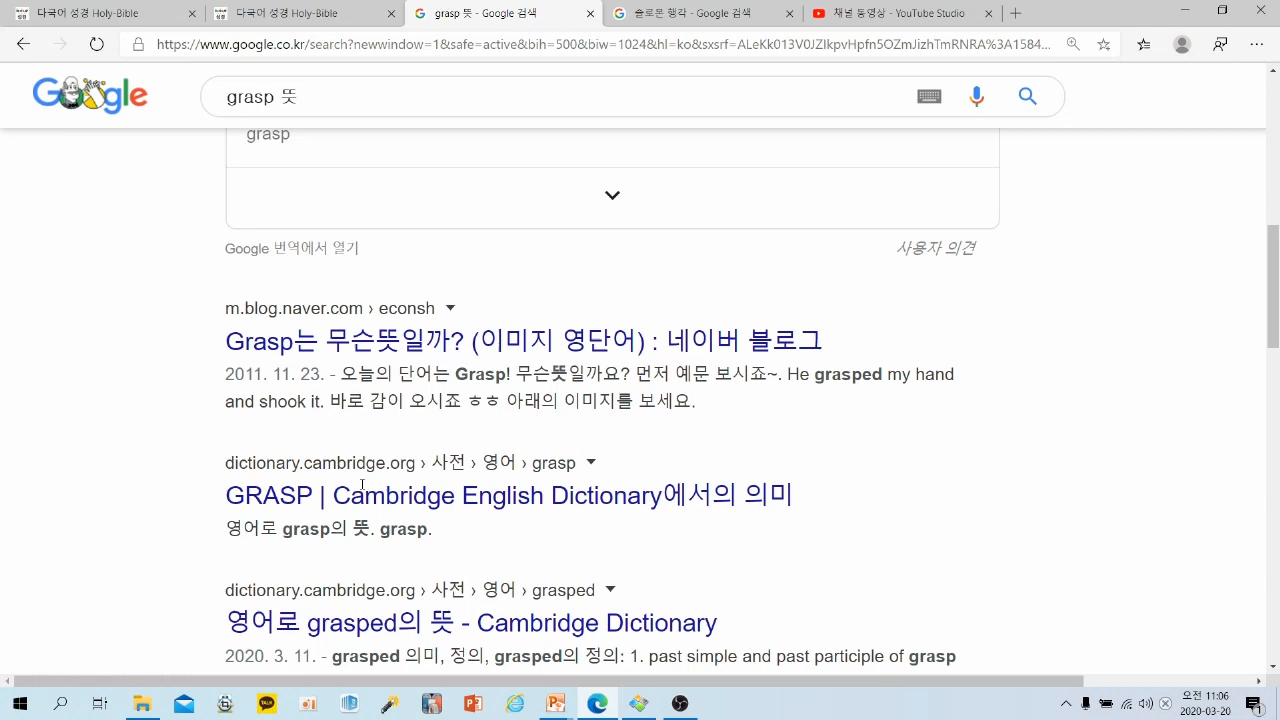 다국어 성경 Holy-Bible
다국어 성경 Holy-Bible
grasp 뜻 - Google 검색
솔로몬 행각 - Google 검색
채널 동영상 - YouTube Studio
https://www.google.co.kr/search?newwindow=1&safe=active&bih=500&biw=1024&hl=ko&sxsrf=ALeKk013V0JZIkpvHpfn5OZmJizhTmRNRA%3A1584...
Google
grasp 뜻
grasp
Google 번역에서 열기
사용자 의견
m.blog.naver.com › econsh
Grasp는 무슨뜻일까? (이미지 영단어) : 네이버 블로그
2011. 11. 23. - 오늘의 단어는 Grasp! 무슨뜻일까요? 먼저 예문 보시죠~. He grasped my hand
and shook it. 바로 감이 오시죠 ㅎㅎ 아래의 이미지를 보세요.
dictionary.cambridge.org › 사전 › 영어 › grasp
GRASP | Cambridge English Dictionary에서의 의미
영어로 grasp의 뜻. grasp.
dictionary.cambridge.org › 사전 › 영어 › grasped
영어로 grasped의 뜻 - Cambridge Dictionary
2020. 3. 11. - grasped 의미, 정의, grasped의 정의: 1. past simple and past participle of grasp
TALK
오전 11:06
2020-03-20